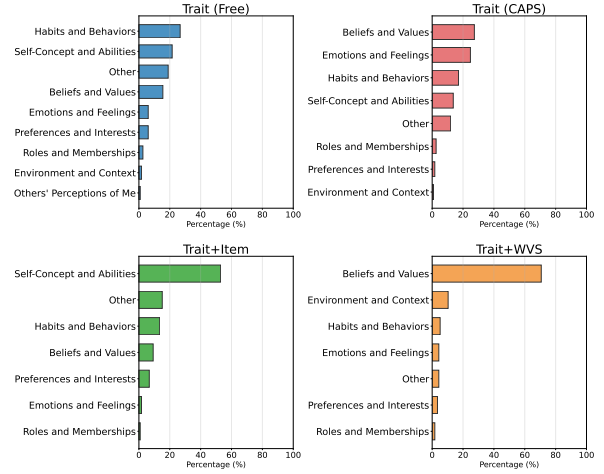 Trait (Free)
Habits and Behaviors
Self-Concept and Abilities
Other
Beliefs and Values
Emotions and Feelings
Preferences and Interests
Roles and Memberships
Environment and Context
Others' Perceptions of Me
0 20 40 60 80 100
Percentage (%)
Trait (CAPS)
Beliefs and Values
Emotions and Feelings
Habits and Behaviors
Self-Concept and Abilities
Other
Roles and Memberships
Preferences and Interests
Environment and Context
0 20 40 60 80 100
Percentage (%)
Trait+Item
Self-Concept and Abilities
Other
Habits and Behaviors
Beliefs and Values
Preferences and Interests
Emotions and Feelings
Roles and Memberships
0 20 40 60 80 100
Percentage (%)
Trait+WVS
Beliefs and Values
Environment and Context
Habits and Behaviors
Emotions and Feelings
Other
Preferences and Interests
Roles and Memberships
0 20 40 60 80 100
Percentage (%)